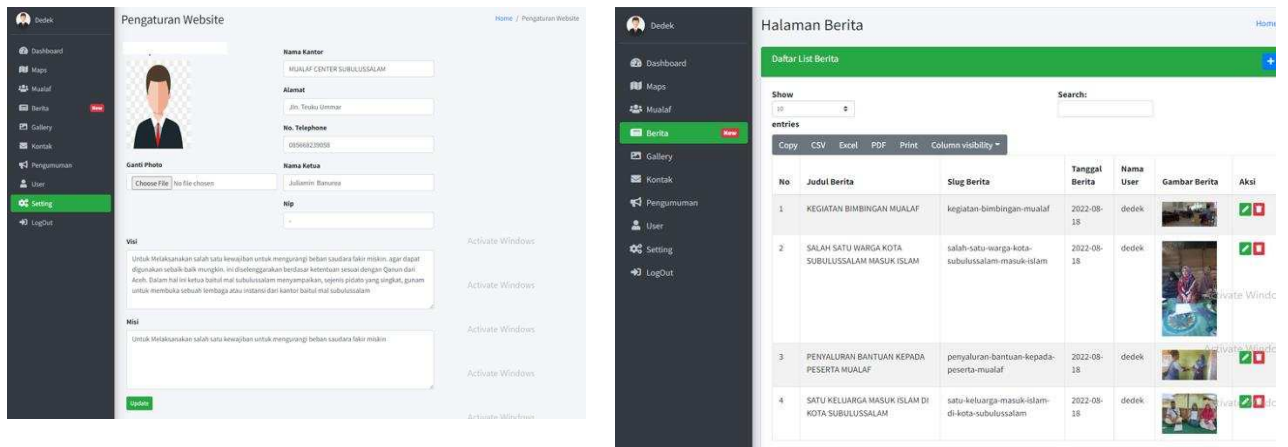 Dedek
Dashboard
Maps
Mualaf
Berita New
Gallery
Kontak
Pengumuman
User
Setting
LogOut
Pengaturan Website
Home / Pengaturan Website
Nama Kantor
MUALAF CENTER SUBULUSSALAM
Alamat
Jln. Teuku Ummar
No. Telephone
085668239058
Ganti Photo
Choose File No file chosen
Nama Ketua
Juliamin Banurea
Nip
-
Visi
Untuk Melaksanakan salah satu kewajiban untuk mengurangi beban saudara fakir miskin, agar dapat
digunakan sebaik-baik mungkin. ini diselenggarakan berdasar ketentuan sesuai dengan Qanun dari
Aceh. Dalam hal ini ketua baitul mal subulussalam menyampaikan, sejenis pidato yang singkat, gunam
untuk membuka sebuah lembaga atau instansi dari kantor baitul mal subulussalam
Misi
Untuk Melaksanakan salah satu kewajiban untuk mengurangi beban saudara fakir miskin
Update
Activate Windows
Activate Windows
Activate Windows
Activate Windows
Activate Windows
Dedek
Dashboard
Maps
Mualaf
Berita New
Gallery
Kontak
Pengumuman
User
Setting
LogOut
Halaman Berita
Home
Daftar List Berita
+
Show
10
entries
Search:
Copy CSV Excel PDF Print Column visibility
No Judul Berita Slug Berita Tanggal Berita Nama User Gambar Berita Aksi
1 KEGIATAN BIMBINGAN MUALAF kegiatan-bimbingan-mualaf 2022-08-18 dedek
2 SALAH SATU WARGA KOTA SUBULUSSALAM MASUK ISLAM salah-satu-warga-kota-subulussalam-masuk-islam 2022-08-18 dedek
3 PENYALURAN BANTUAN KEPADA PESERTA MUALAF penyaluran-bantuan-kepada-peserta-mualaf 2022-08-18 dedek
4 SATU KELUARGA MASUK ISLAM DI KOTA SUBULUSSALAM satu-keluarga-masuk-islam-di-kota-subulussalam 2022-08-18 dedek